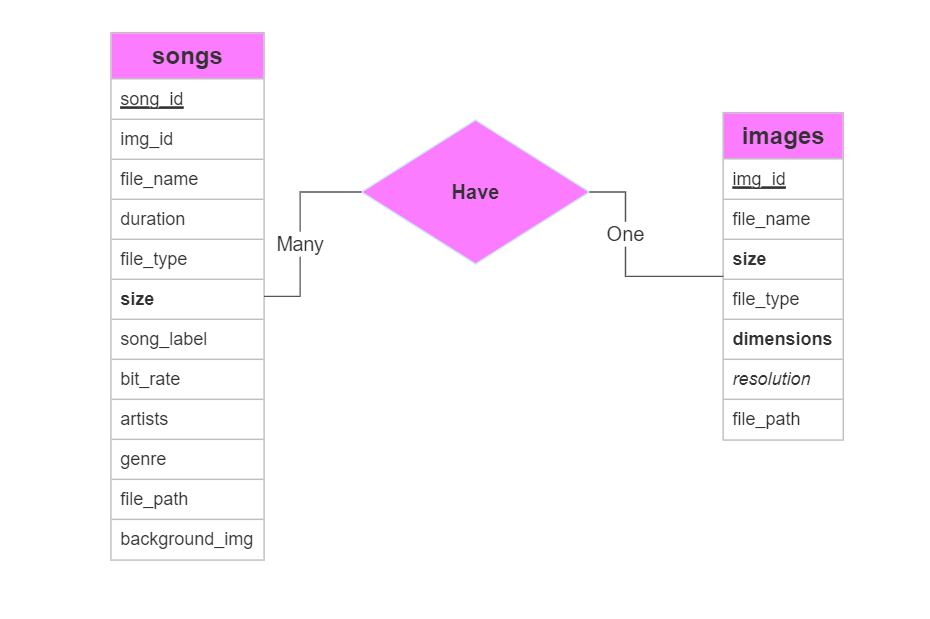 songs
song_id
img_id
file_name
duration
file_type
size
song_label
bit_rate
artists
genre
file_path
background_img
Many
Have
One
images
img_id
file_name
size
file_type
dimensions
resolution
file_path